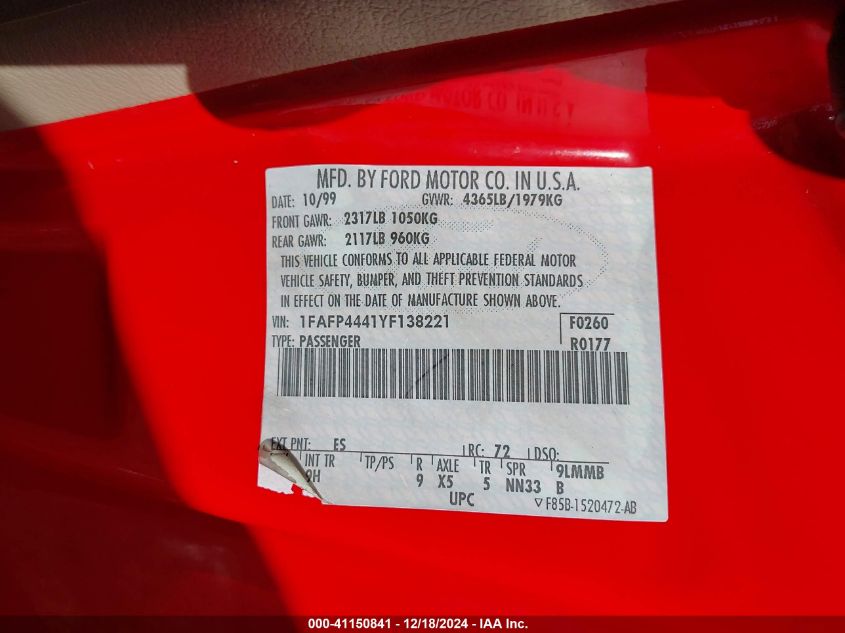 MFD. BY FORD MOTOR CO. IN U.S.A.
DATE: 10/99 GVWR: 4365LB/1979KG
FRONT GAWR: 2317LB 1050KG
REAR GAWR: 2117LB 960KG
THIS VEHICLE CONFORMS TO ALL APPLICABLE FEDERAL MOTOR
VEHICLE SAFETY, BUMPER, AND THEFT PREVENTION STANDARDS
IN EFFECT ON THE DATE OF MANUFACTURE SHOWN ABOVE.
VIN: 1FAFP4441YF138221 F0260
TYPE: PASSENGER R0177
EXT PNT: ES RC: 72 DSO:
INT TR TP/PS R AXLE TR SPR 9LMMB
9H 9 X5 5 NN33 B
UPC ▽ F85B-1520472-AB
000-41150841 - 12/18/2024 - IAA Inc.